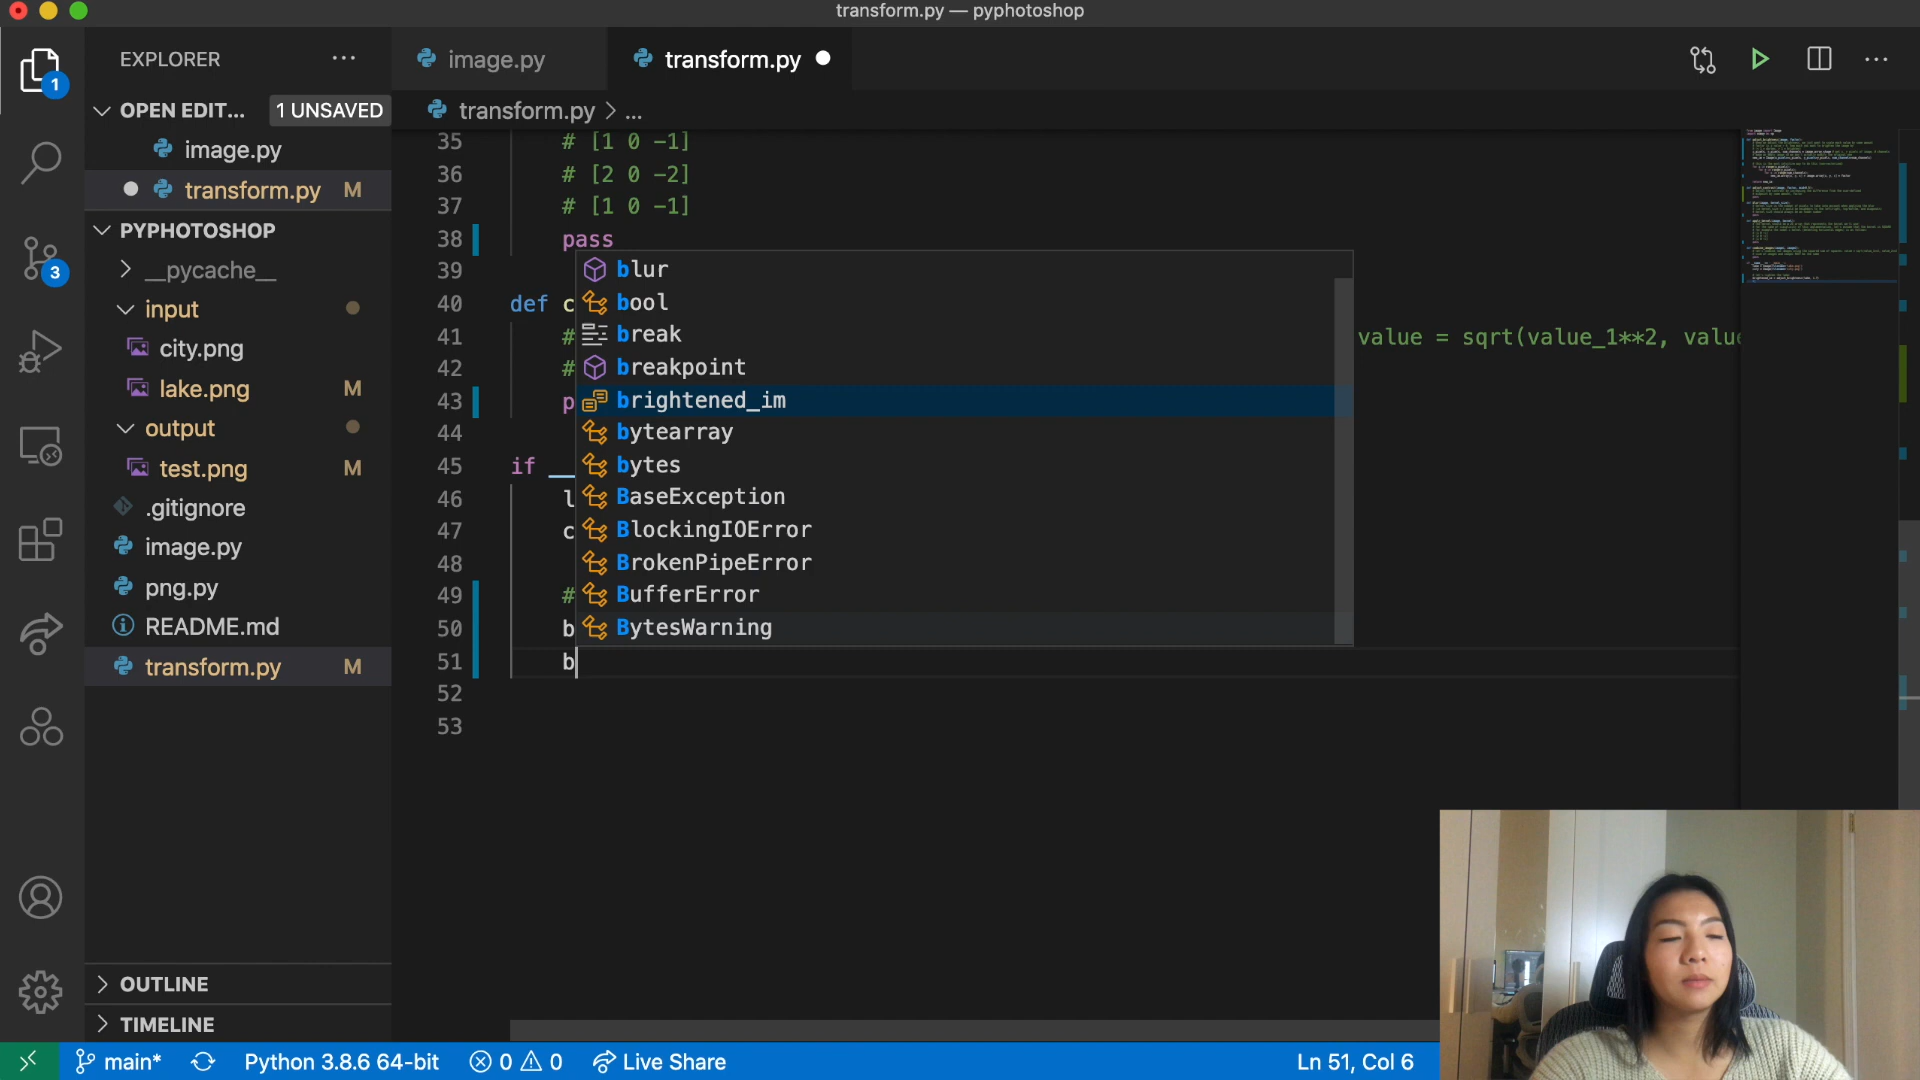 transform.py — pyphotoshop
EXPLORER
image.py
transform.py
OPEN EDIT...
1 UNSAVED
image.py
transform.py M
transform.py > ...
PYPHOTOSHOP
__pycache__
input
city.png
lake.png M
output
test.png M
.gitignore
image.py
png.py
README.md
transform.py M
OUTLINE
TIMELINE
35 # [1 0 -1]
36 # [2 0 -2]
37 # [1 0 -1]
38 pass
39
40 def c
41 # value = sqrt(value_1**2, valu
42 #
43 p
44
45 if __
46 l
47 c
48
49 #
50 b
51 b
52
53
blur
bool
break
breakpoint
brightened_im
bytearray
bytes
BaseException
BlockingIOError
BrokenPipeError
BufferError
BytesWarning
1
3
main*
Python 3.8.6 64-bit
0
0
Live Share
Ln 51, Col 6